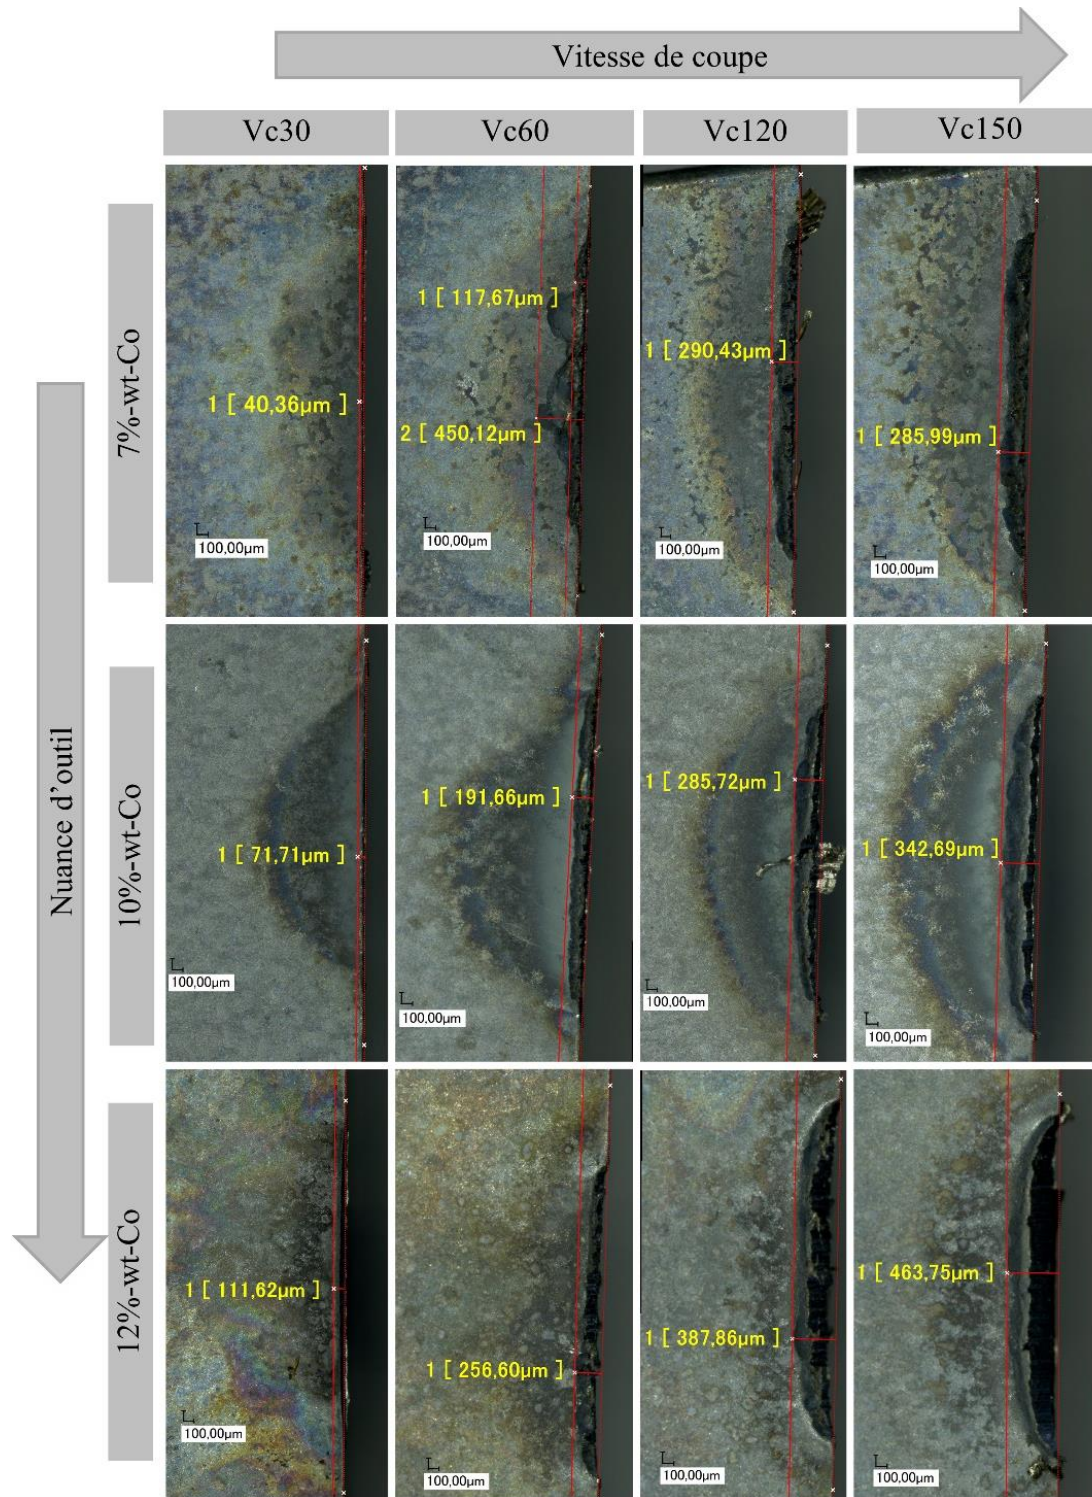 Vitesse de coupe
Vc30
Vc60
Vc120
Vc150
Nuance d'outil
7%-wt-Co
1 [ 40,36µm ]
100,00µm
1 [ 117,67µm ]
2 [ 450,12µm ]
100,00µm
1 [ 290,43µm ]
100,00µm
1 [ 285,99µm ]
100,00µm
10%-wt-Co
1 [ 71,71µm ]
100,00µm
1 [ 191,66µm ]
100,00µm
1 [ 285,72µm ]
100,00µm
1 [ 342,69µm ]
100,00µm
12%-wt-Co
1 [ 111,62µm ]
100,00µm
1 [ 256,60µm ]
100,00µm
1 [ 387,86µm ]
100,00µm
1 [ 463,75µm ]
100,00µm